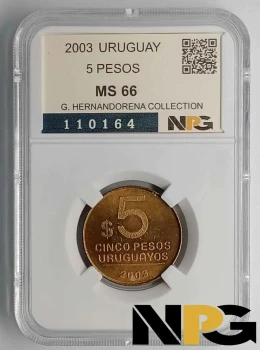 2003 URUGUAY
5 PESOS
MS 66
G. HERNANDORENA COLLECTION
110164 NPG
$ 5
CINCO PESOS
URUGUAYOS
2003
NPG